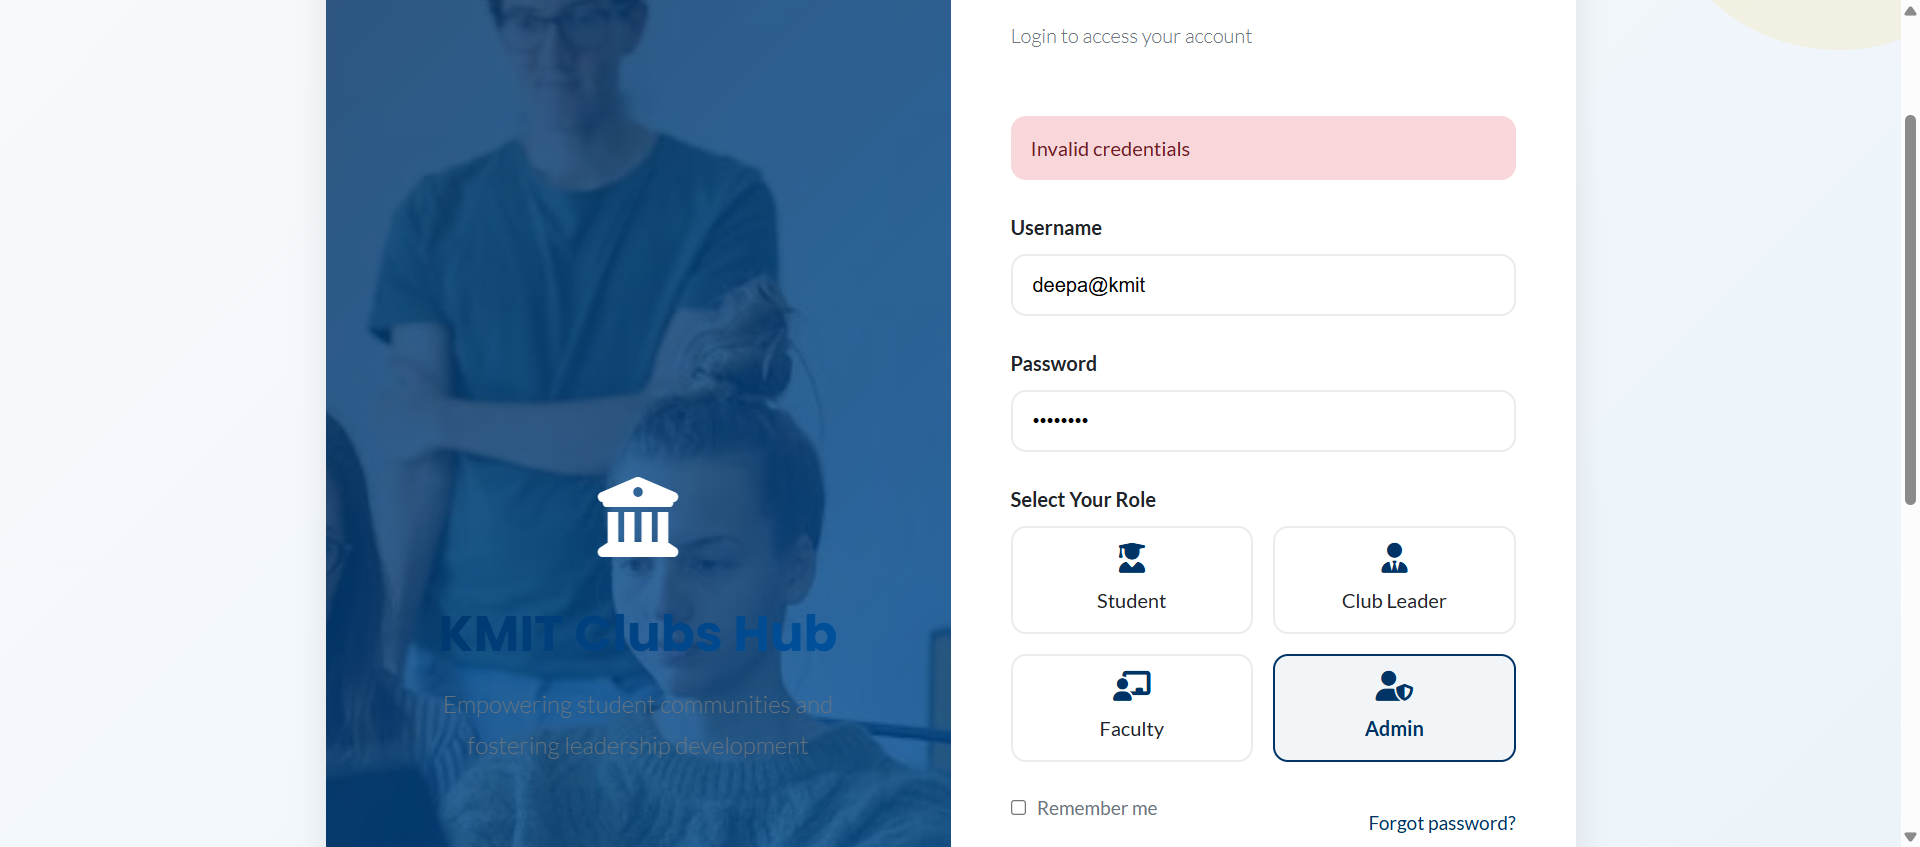 Login to access your account
Invalid credentials
Username
deepa@kmit
Password
••••••••
Select Your Role
Student
Club Leader
Faculty
Admin
Remember me
Forgot password?
KMIT Clubs Hub
Empowering student communities and
fostering leadership development